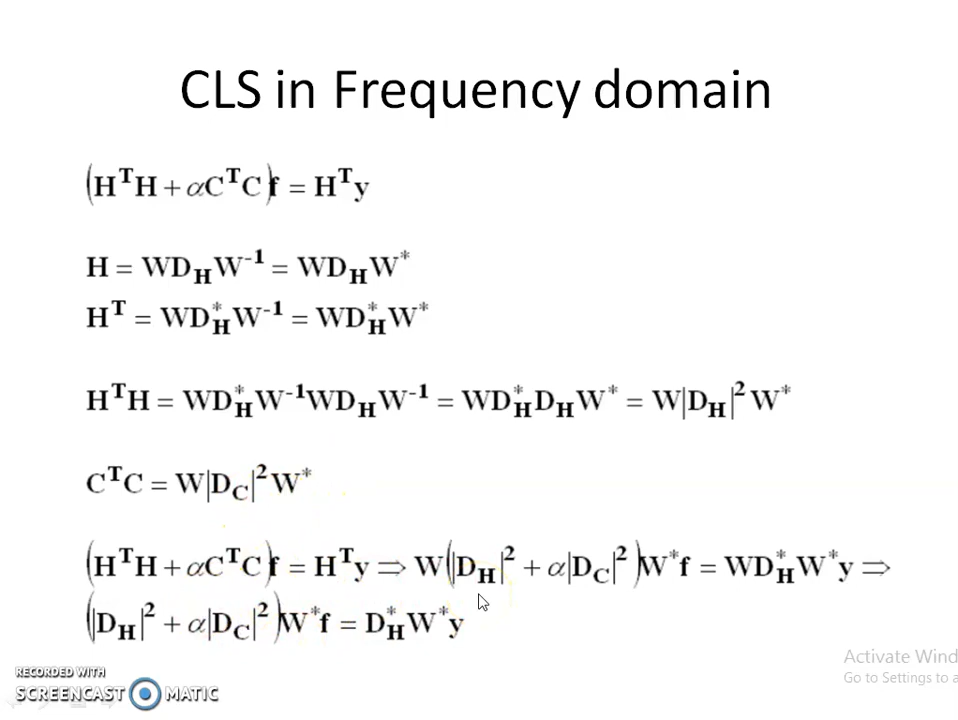 CLS in Frequency domain
(HᵀH + αCᵀC)f = Hᵀy
H = WD_H W⁻¹ = WD_H W*
Hᵀ = WD*_H W⁻¹ = WD*_H W*
HᵀH = WD*_H W⁻¹WD_H W⁻¹ = WD*_H D_H W* = W|D_H|²W*
CᵀC = W|D_C|²W*
(HᵀH + αCᵀC)f = Hᵀy ⇒ W(|D_H|² + α|D_C|²)W*f = WD*_H W*y ⇒
(|D_H|² + α|D_C|²)W*f = D*_H W*y
Activate Wind
Go to Settings to a
RECORDED WITH
SCREENCAST MATIC